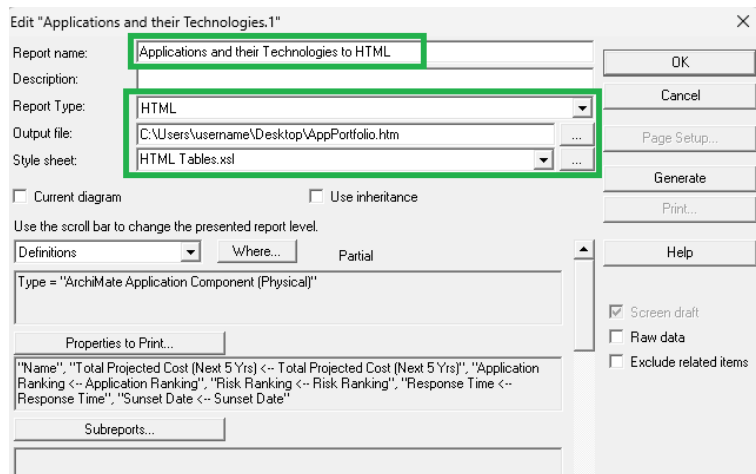 Edit "Applications and their Technologies.1"
Report name:
Applications and their Technologies to HTML
OK
Description:
Cancel
Report Type:
HTML
Output file:
C:\Users\username\Desktop\AppPortfolio.htm
...
Page Setup...
Style sheet:
HTML Tables.xsl
...
Generate
Current diagram
Use inheritance
Print...
Use the scroll bar to change the presented report level.
Definitions
Where...
Partial
Help
Type = "ArchiMate Application Component (Physical)"
Screen draft
Raw data
Properties to Print...
Exclude related items
"Name", "Total Projected Cost (Next 5 Yrs) <-- Total Projected Cost (Next 5 Yrs)", "Application
Ranking <-- Application Ranking", "Risk Ranking <-- Risk Ranking", "Response Time <--
Response Time", "Sunset Date <-- Sunset Date"
Subreports...